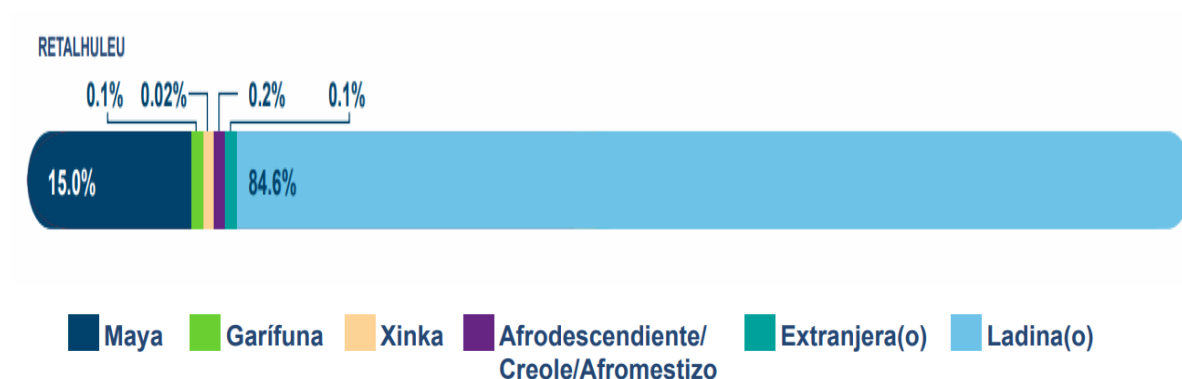 RETALHULEU
0.1% 0.02% 0.2% 0.1%
15.0% 84.6%
Maya Garífuna Xinka Afrodescendiente/ Extranjera(o) Ladina(o)
Creole/Afromestizo